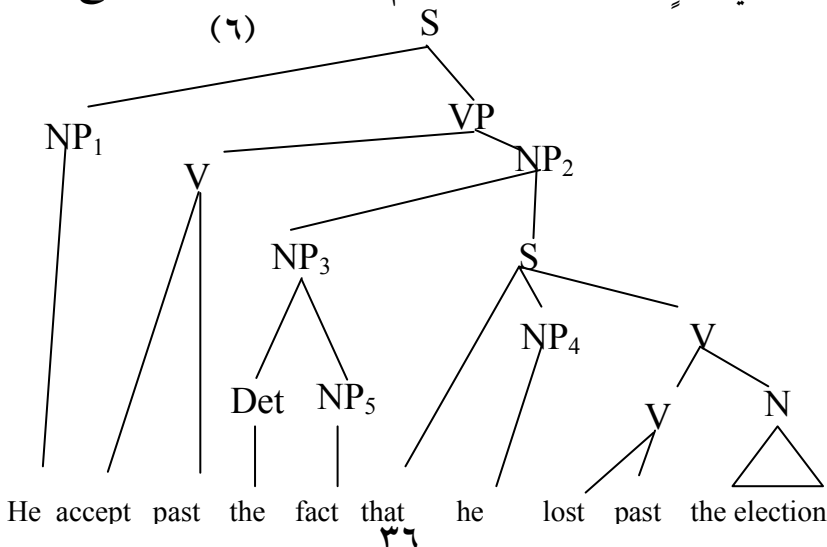 (٦)
S
NP₁
VP
V
NP₂
NP₃
S
NP₄
V
Det
NP₅
V
N
He accept past the fact that he lost past the election
٣٦